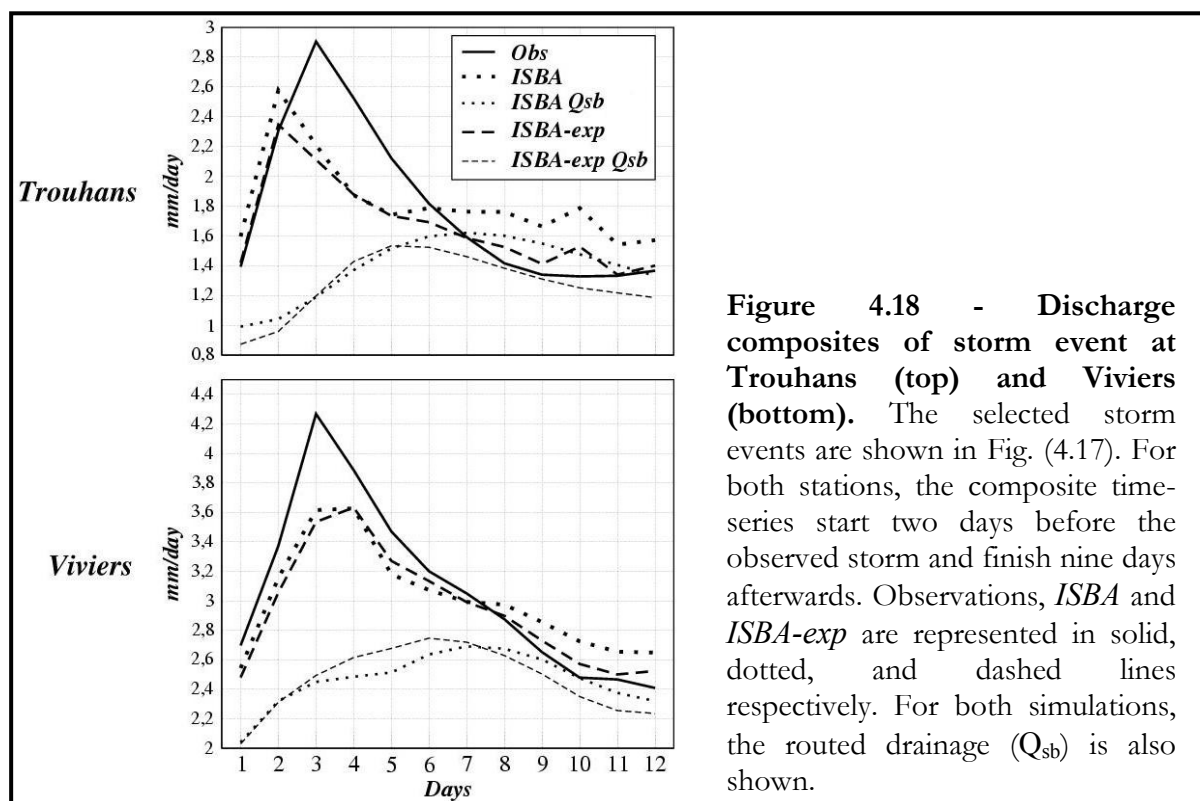 3
2,8
2,6
2,4
2,2
2
1,8
1,6
1,4
1,2
1
0,8
mm/day
Trouhans
Obs
ISBA
ISBA Qsb
ISBA-exp
ISBA-exp Qsb
4,4
4,2
4
3,8
3,6
3,4
3,2
3
2,8
2,6
2,4
2,2
2
mm/day
Viviers
1 2 3 4 5 6 7 8 9 10 11 12
Days
Figure 4.18 - Discharge
composites of storm event at
Trouhans (top) and Viviers
(bottom). The selected storm
events are shown in Fig. (4.17). For
both stations, the composite time-
series start two days before the
observed storm and finish nine days
afterwards. Observations, ISBA and
ISBA-exp are represented in solid,
dotted, and dashed lines
respectively. For both simulations,
the routed drainage (Qsb) is also
shown.